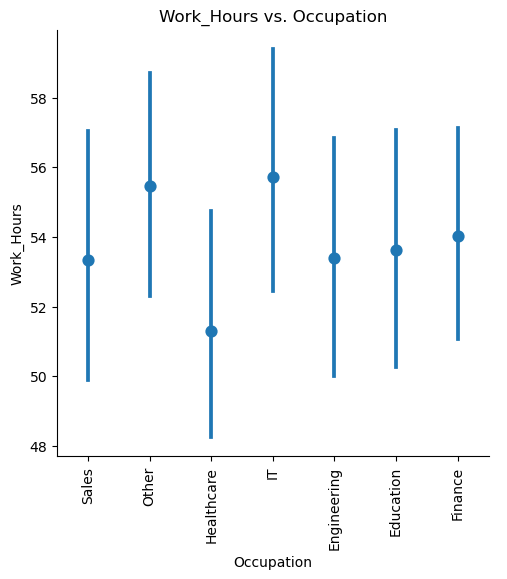 Work_Hours vs. Occupation
Work_Hours
58
56
54
52
50
48
Sales
Other
Healthcare
IT
Engineering
Education
Finance
Occupation